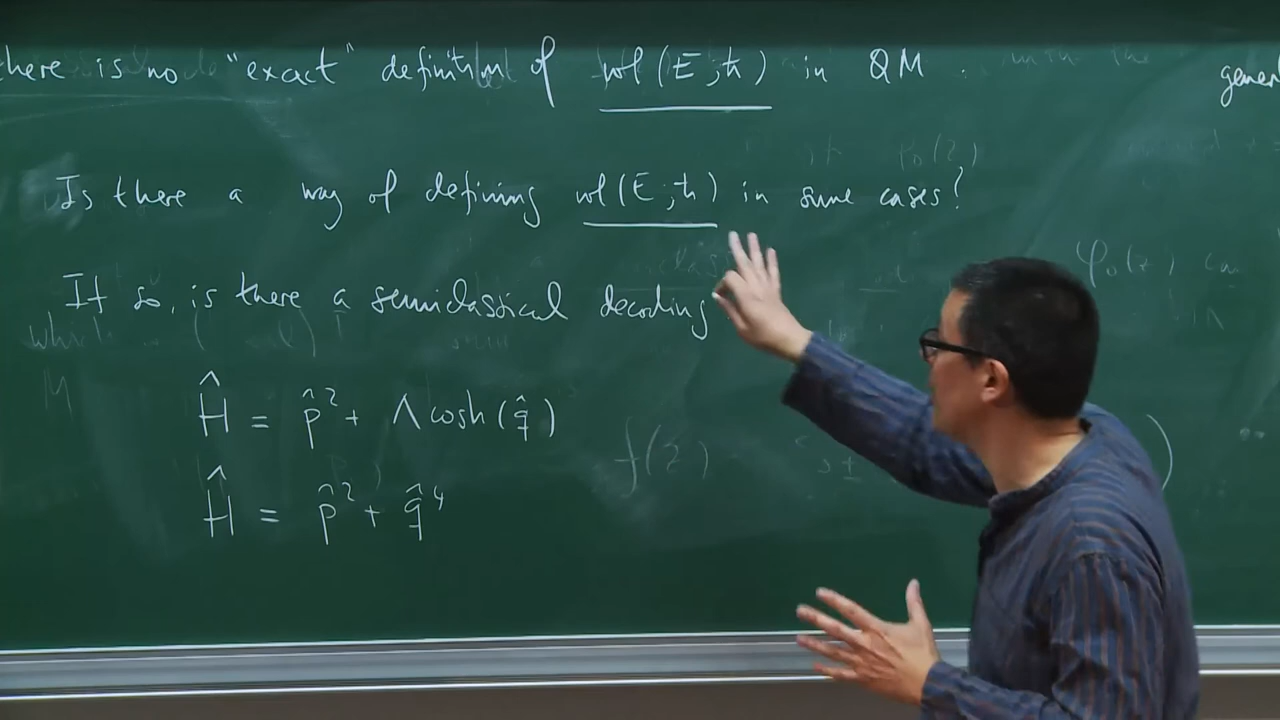 here is no "exact" definition of vol(E;ħ) in QM.
gener
Is there a way of defining vol(E;ħ) in some cases?
If so, is there a semiclassical decoding
Ĥ = p̂² + Λ cosh(q̂)
Ĥ = p̂² + q̂⁴